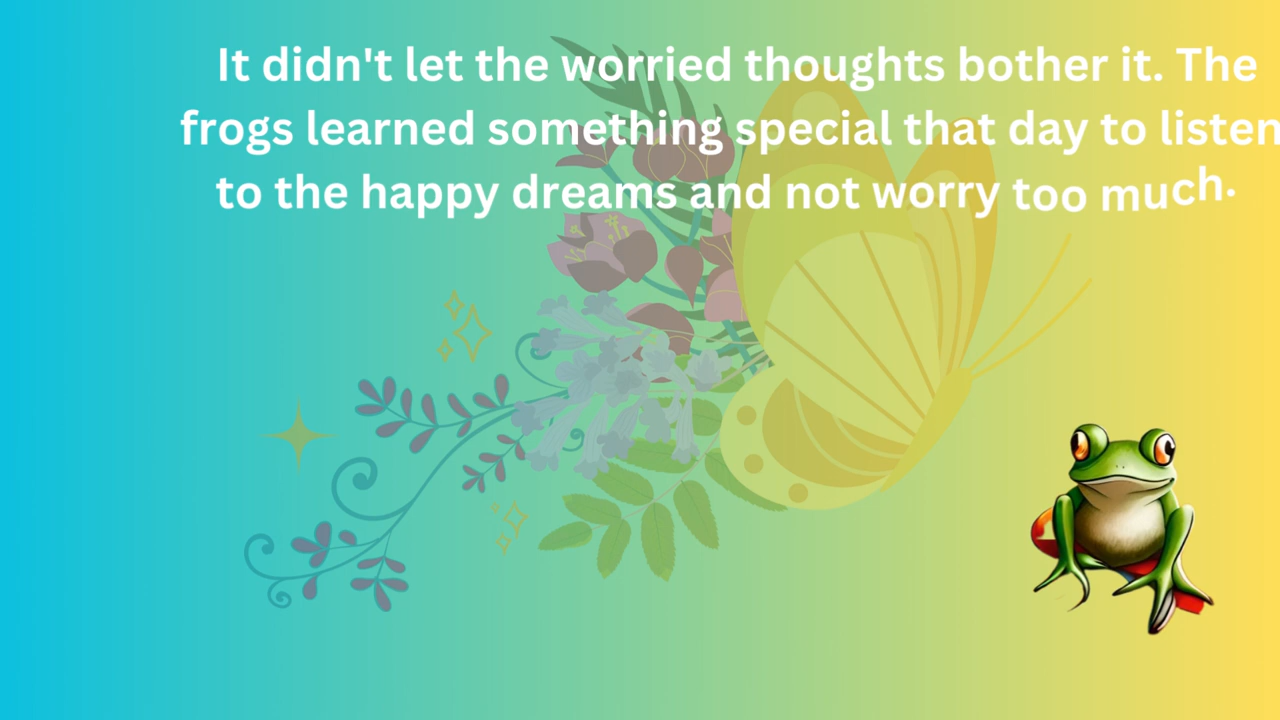 It didn't let the worried thoughts bother it. The
frogs learned something special that day to listen
to the happy dreams and not worry too much.